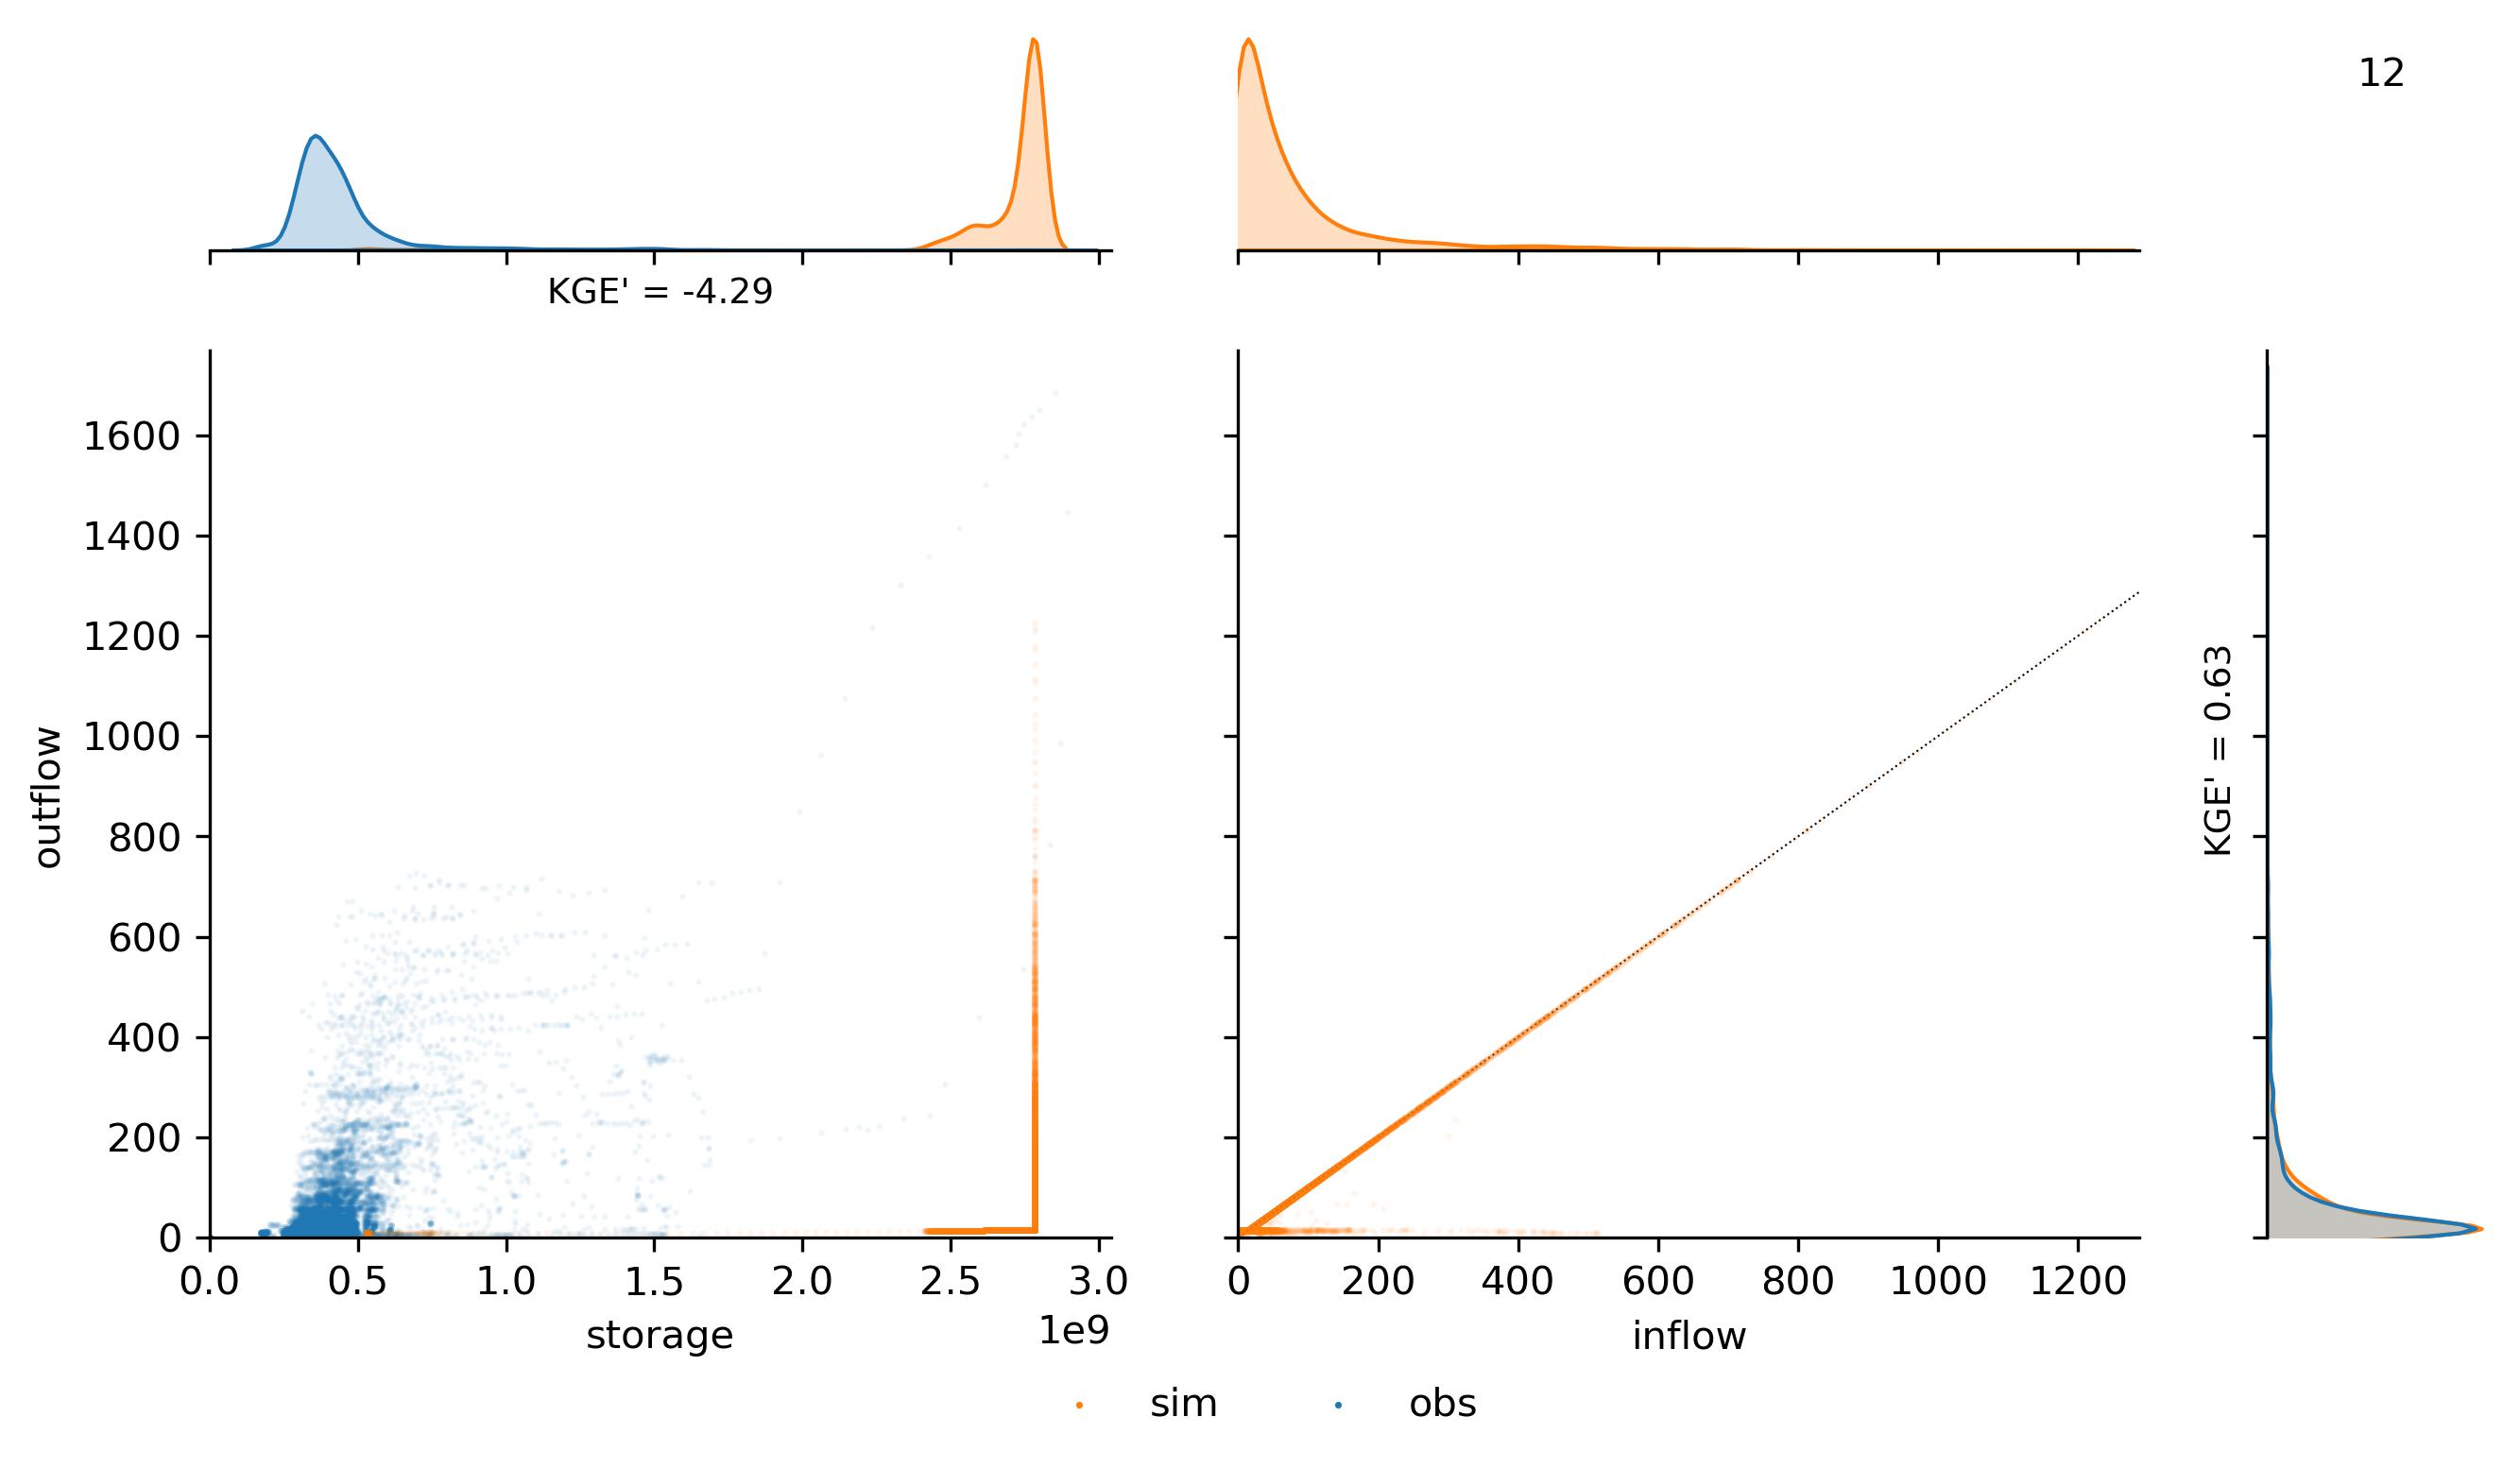 12
KGE' = -4.29
1600
1400
1200
1000
800
600
400
200
0
outflow
KGE' = 0.63
0.0 0.5 1.0 1.5 2.0 2.5 3.0
1e9
storage
0 200 400 600 800 1000 1200
inflow
sim obs